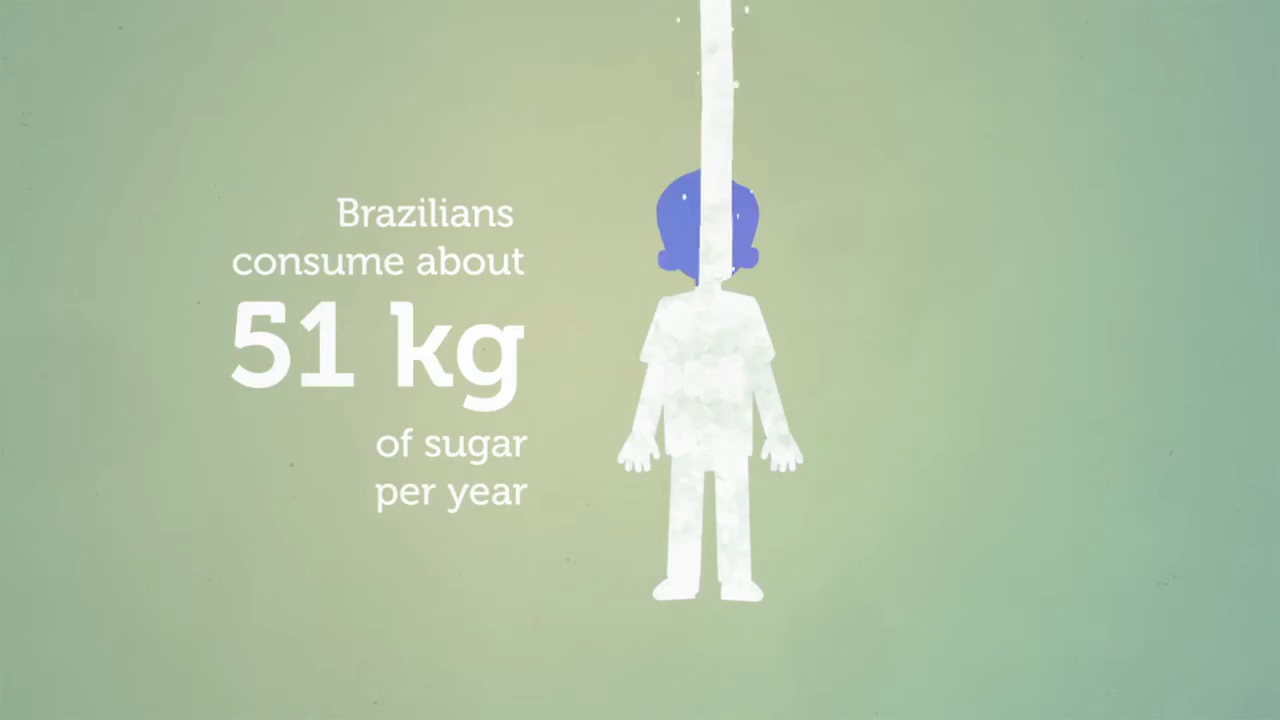 Brazilians
consume about
51 kg
of sugar
per year